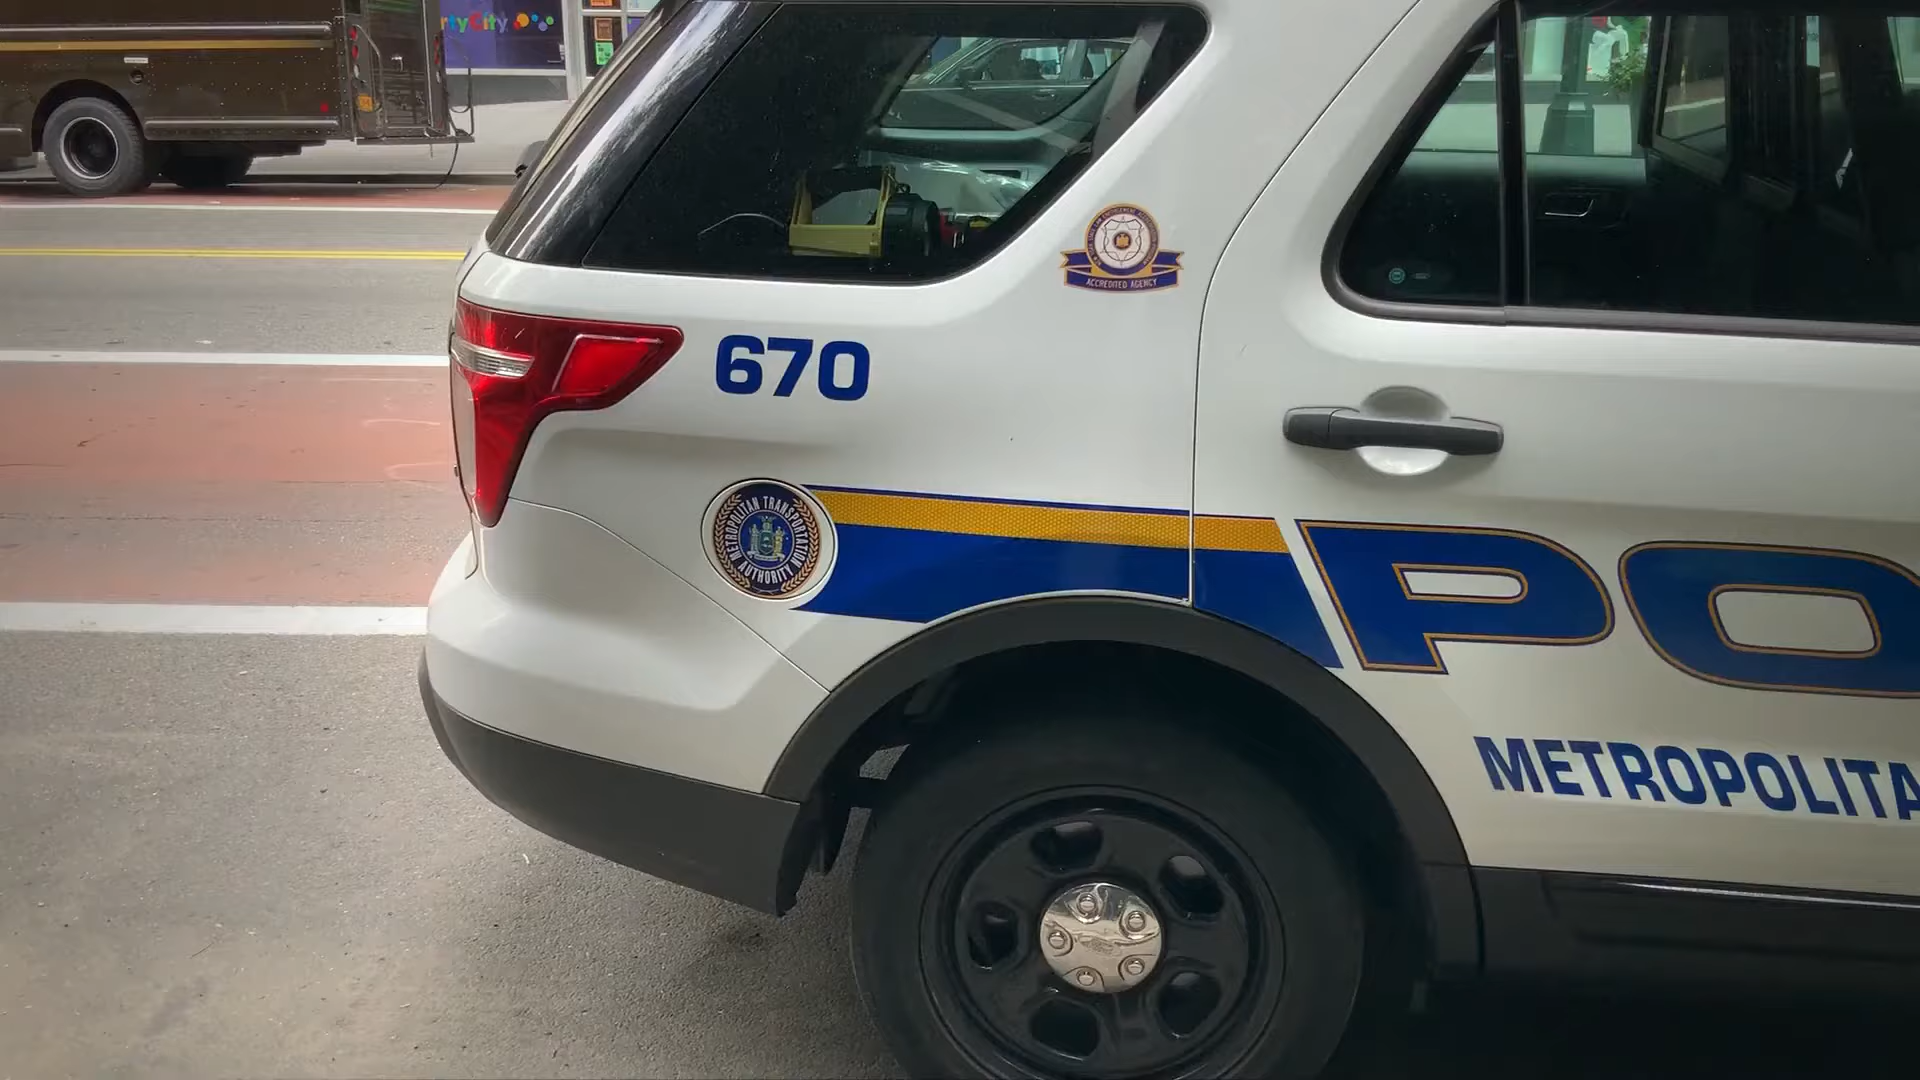 rtyCity
ACCREDITED AGENCY
670
METROPOLITAN TRANSPORTATION
AUTHORITY
PO
METROPOLITA